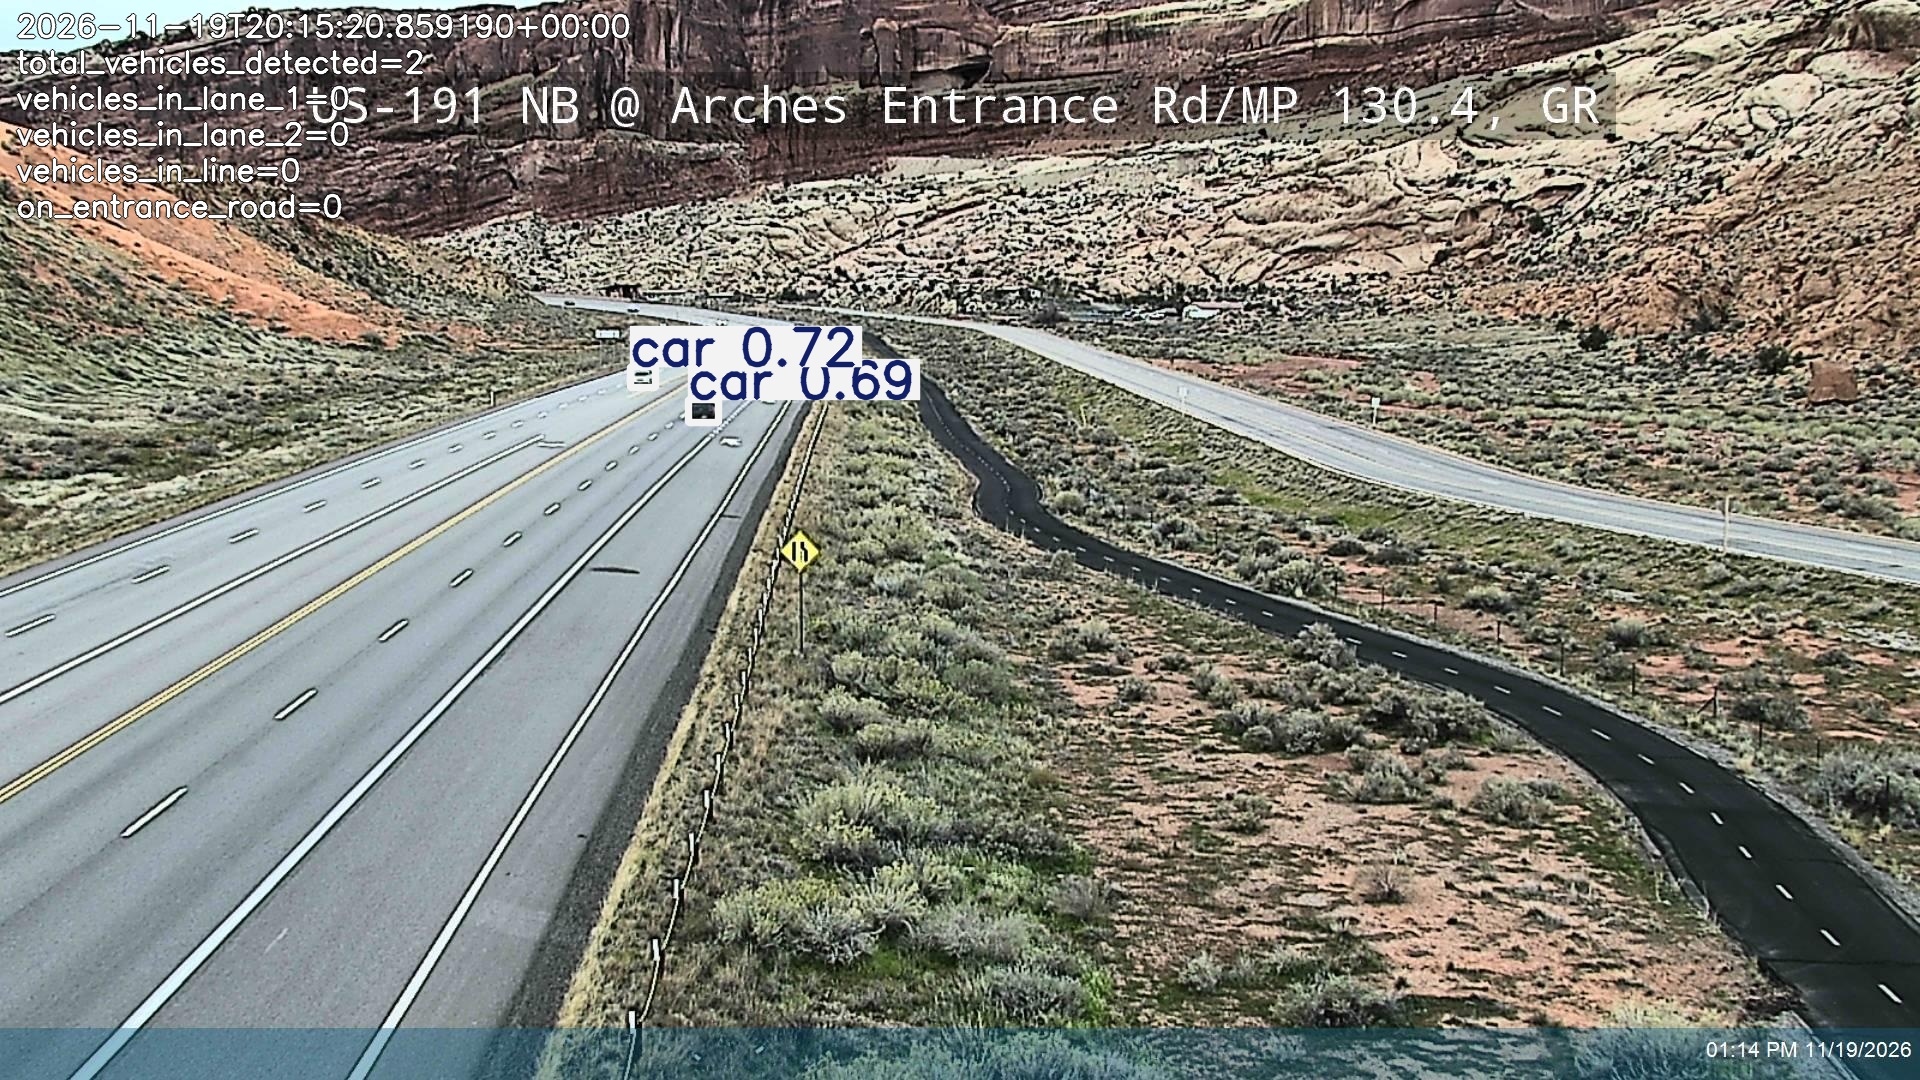 2026-11-19T20:15:20.859190+00:00
total_vehicles_detected=2
vehicles_in_lane_1=0
US-191 NB @ Arches Entrance Rd/MP 130.4, GR
vehicles_in_lane_2=0
vehicles_in_line=0
on_entrance_road=0
car 0.72
car 0.69
01:14 PM 11/19/2026